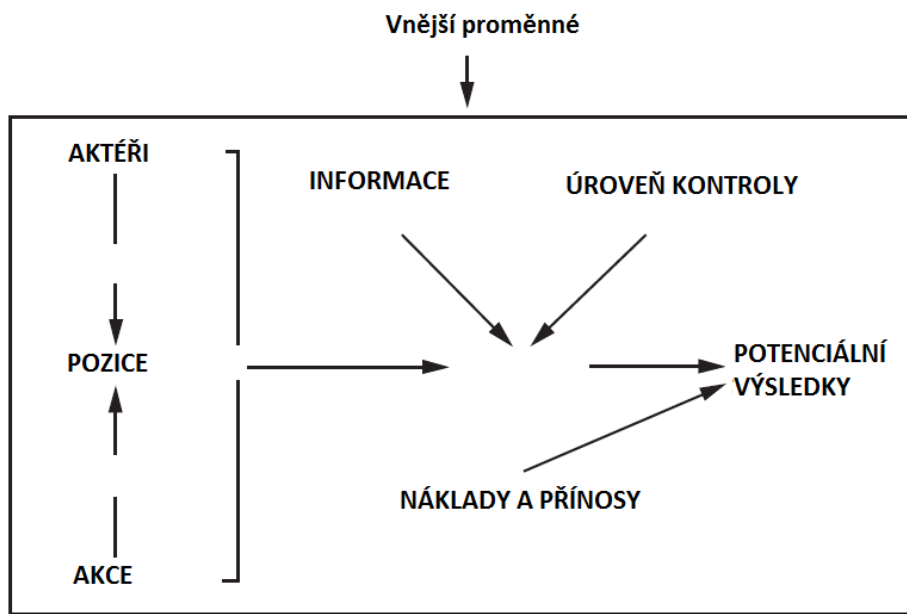 Vnější proměnné
AKTÉŘI
INFORMACE
ÚROVEŇ KONTROLY
POZICE
POTENCIÁLNÍ
VÝSLEDKY
NÁKLADY A PŘÍNOSY
AKCE